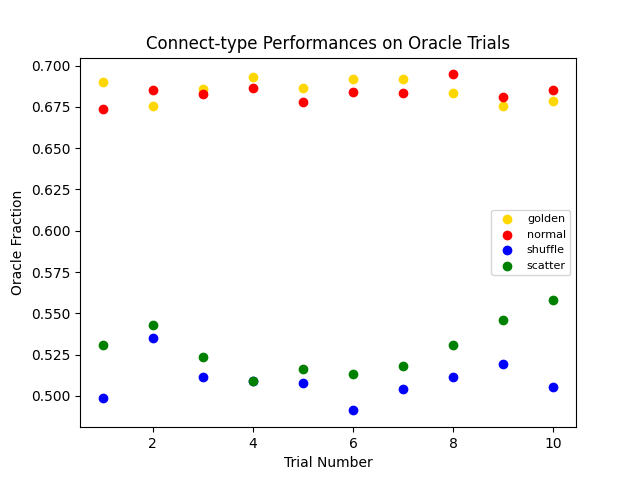 Connect-type Performances on Oracle Trials
Oracle Fraction
0.700
0.675
0.650
0.625
0.600
0.575
0.550
0.525
0.500
golden
normal
shuffle
scatter
2
4
6
8
10
Trial Number